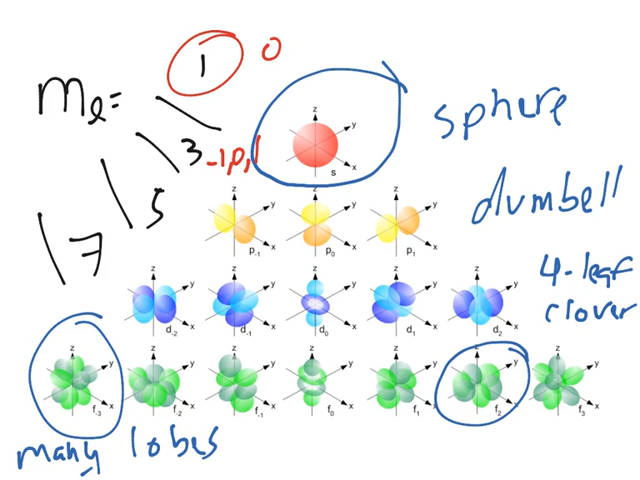 1 0
mℓ=
sphere
z y x s
3 -1,0,1
dumbell
5
z y x p-1 z y x p0 z y x p1
7
4-leaf
clover
z y x d-2 z y x d-1 z y x d0 z y x d1 z y x d2
z y x f-3 z y x f-2 z y x f-1 z y x f0 z y x f1 z y x f2 z y x f3
many lobes